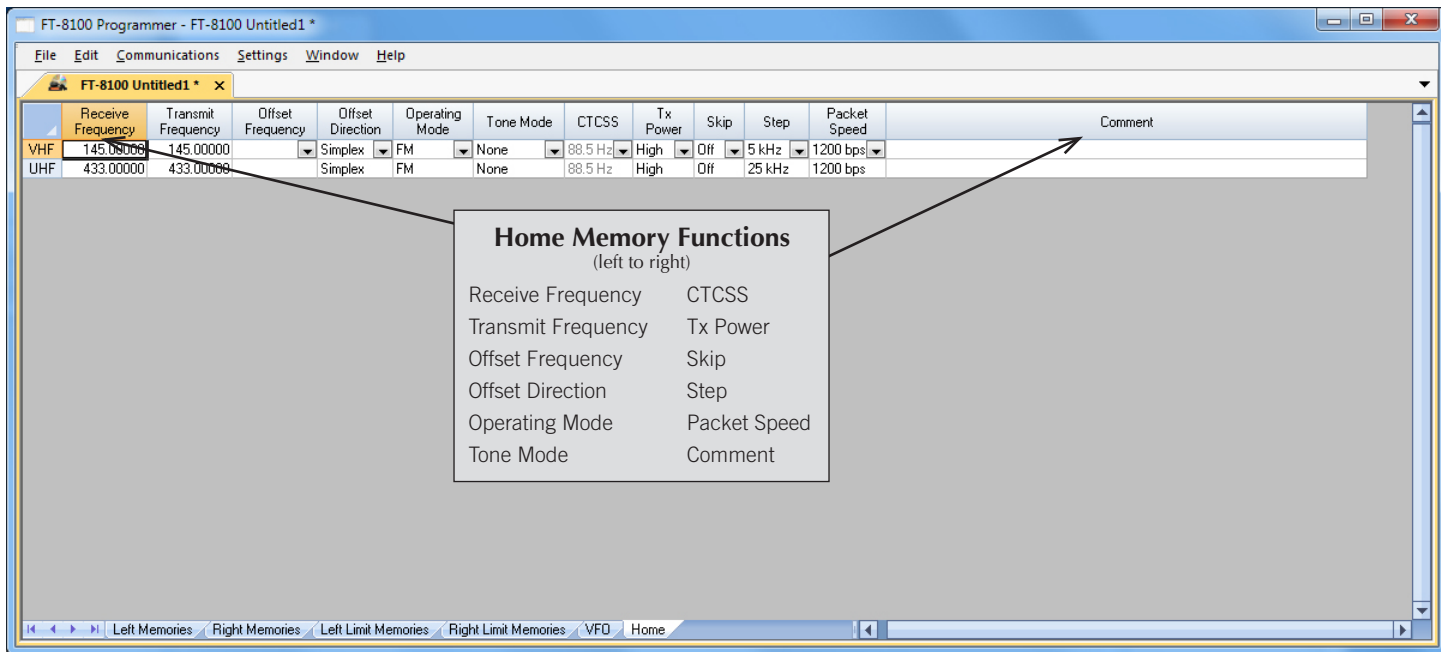 FT-8100 Programmer - FT-8100 Untitled1 *
File Edit Communications Settings Window Help
FT-8100 Untitled1 * X
Receive Frequency Transmit Frequency Offset Frequency Offset Direction Operating Mode Tone Mode CTCSS Tx Power Skip Step Packet Speed Comment
VHF 145.00000 145.00000 Simplex FM None 88.5 Hz High Off 5 kHz 1200 bps
UHF 433.00000 433.00000 Simplex FM None 88.5 Hz High Off 25 kHz 1200 bps
Home Memory Functions
(left to right)
Receive Frequency CTCSS
Transmit Frequency Tx Power
Offset Frequency Skip
Offset Direction Step
Operating Mode Packet Speed
Tone Mode Comment
Left Memories Right Memories Left Limit Memories Right Limit Memories VFO Home